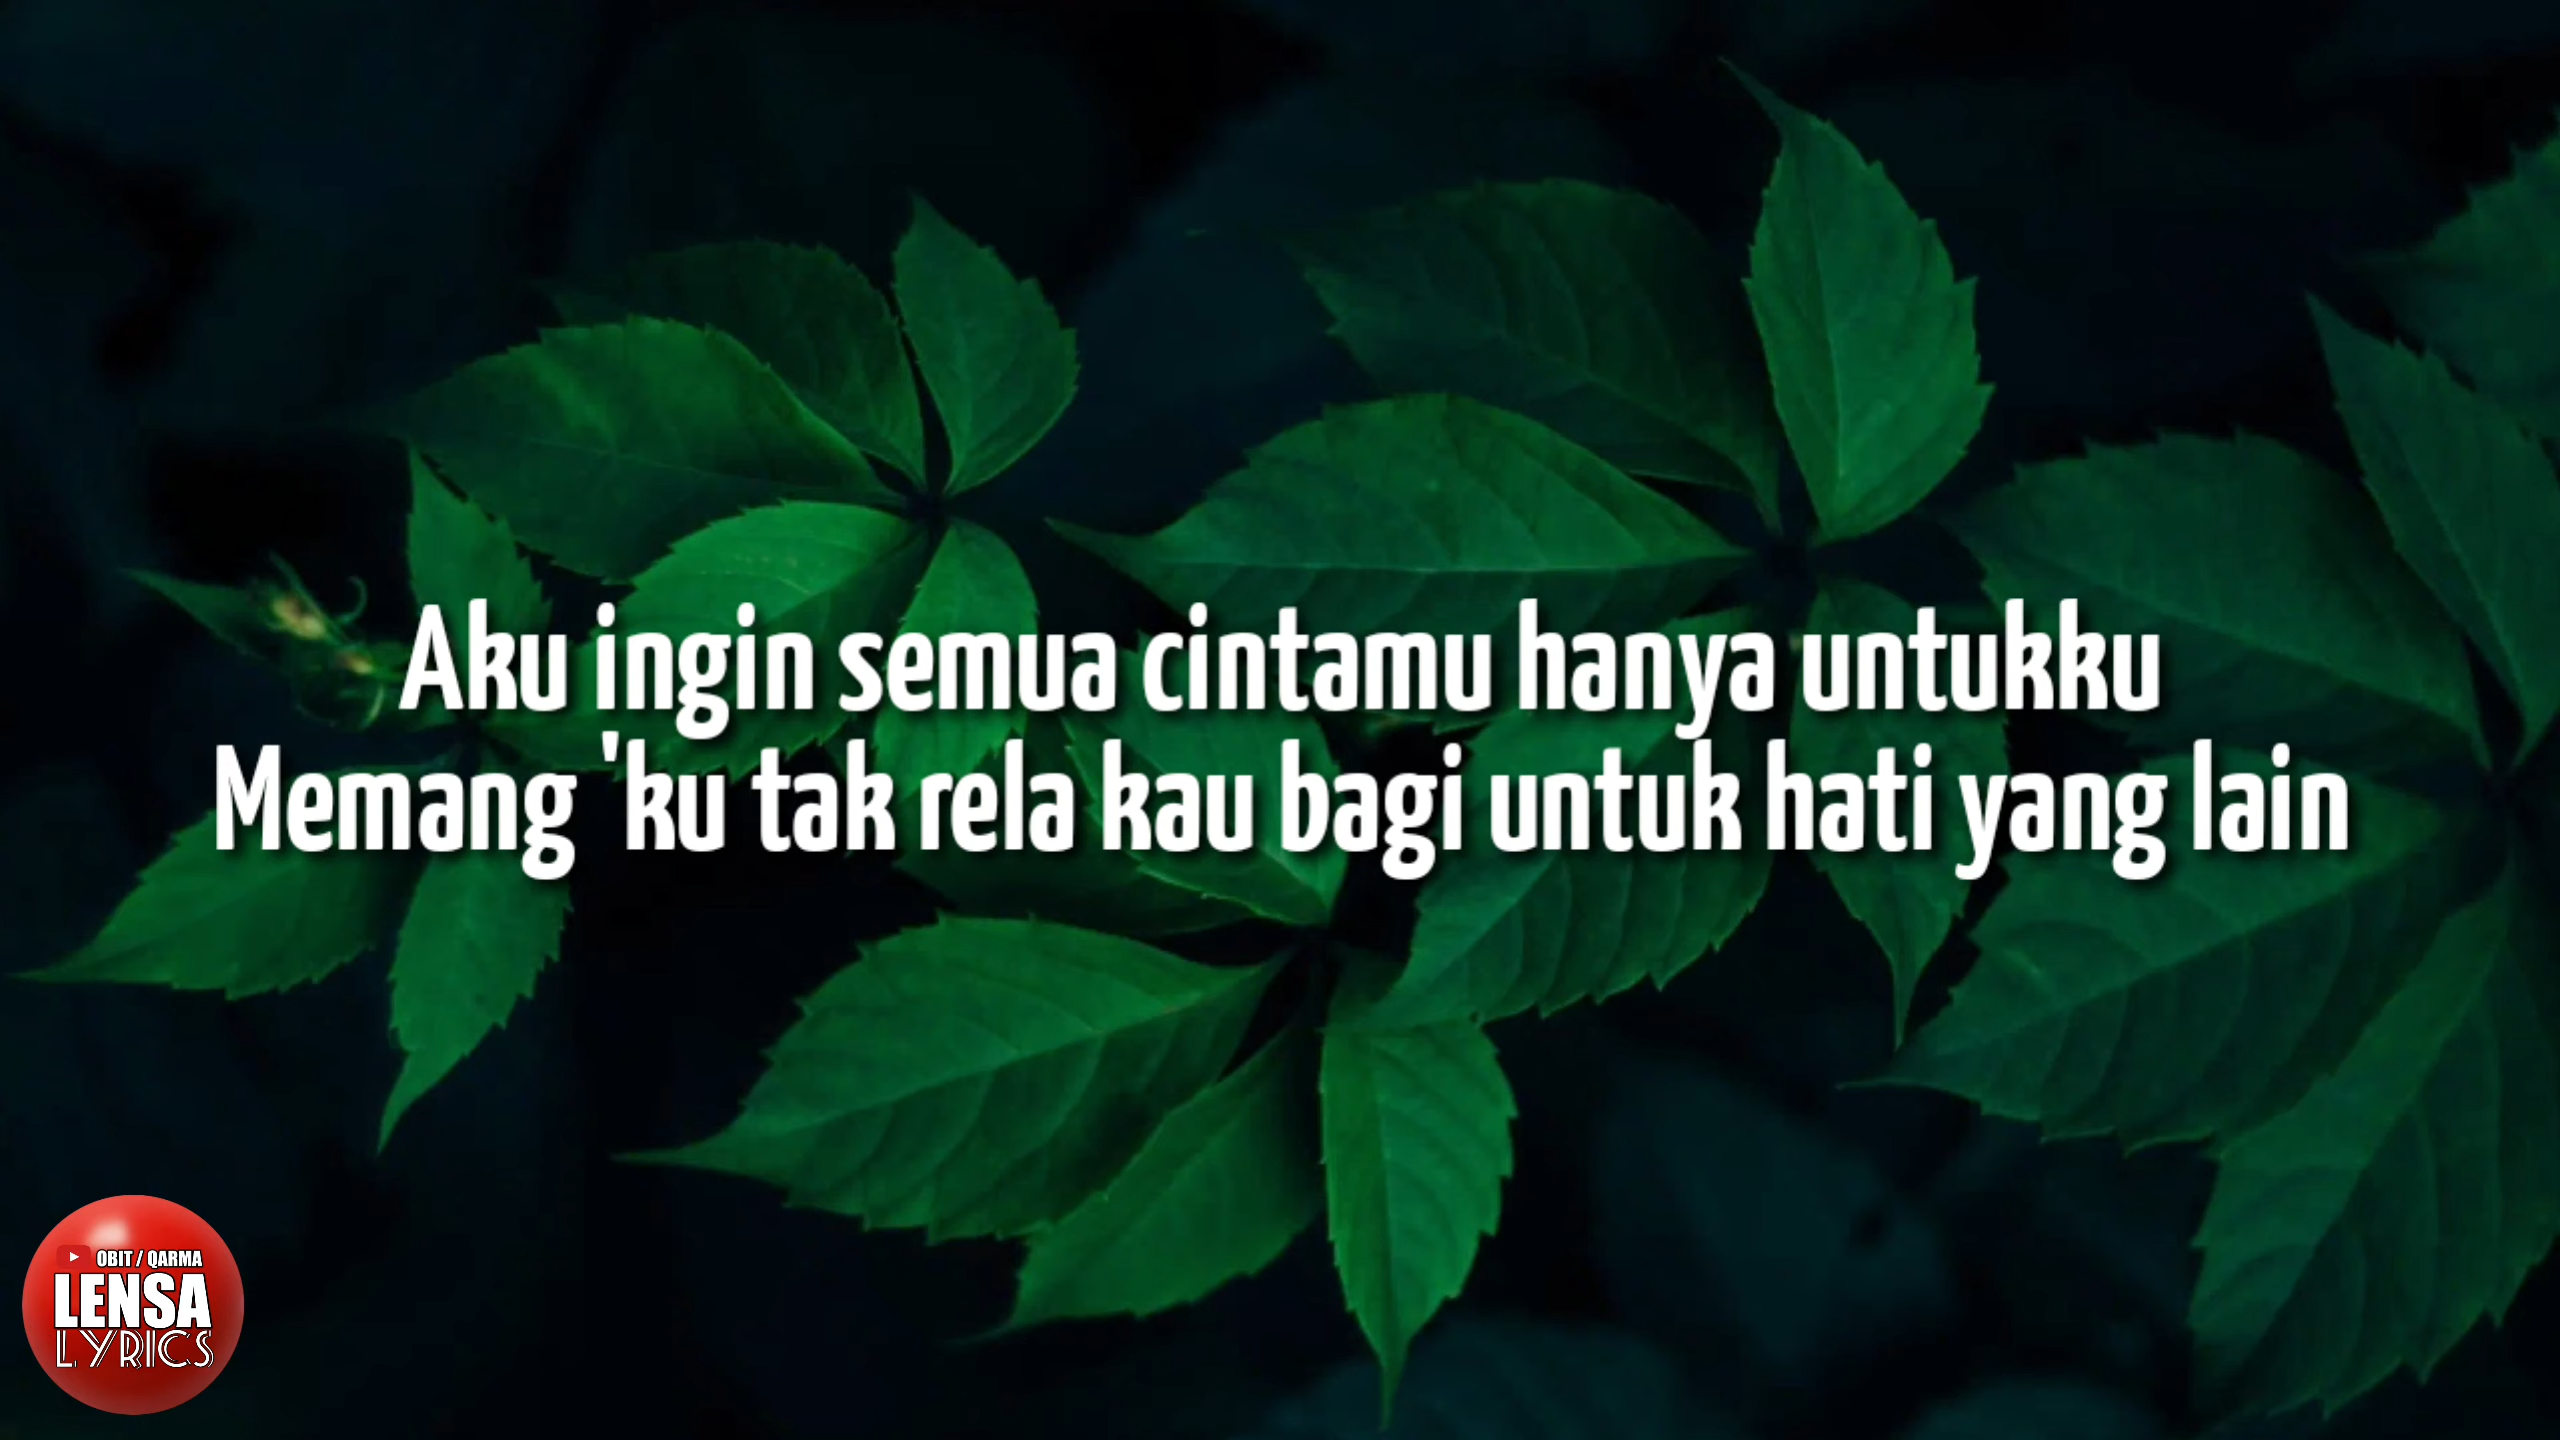 Aku ingin semua cintamu hanya untukku
Memang 'ku tak rela kau bagi untuk hati yang lain
OBIT / QARMA
LENSA
LYRICS